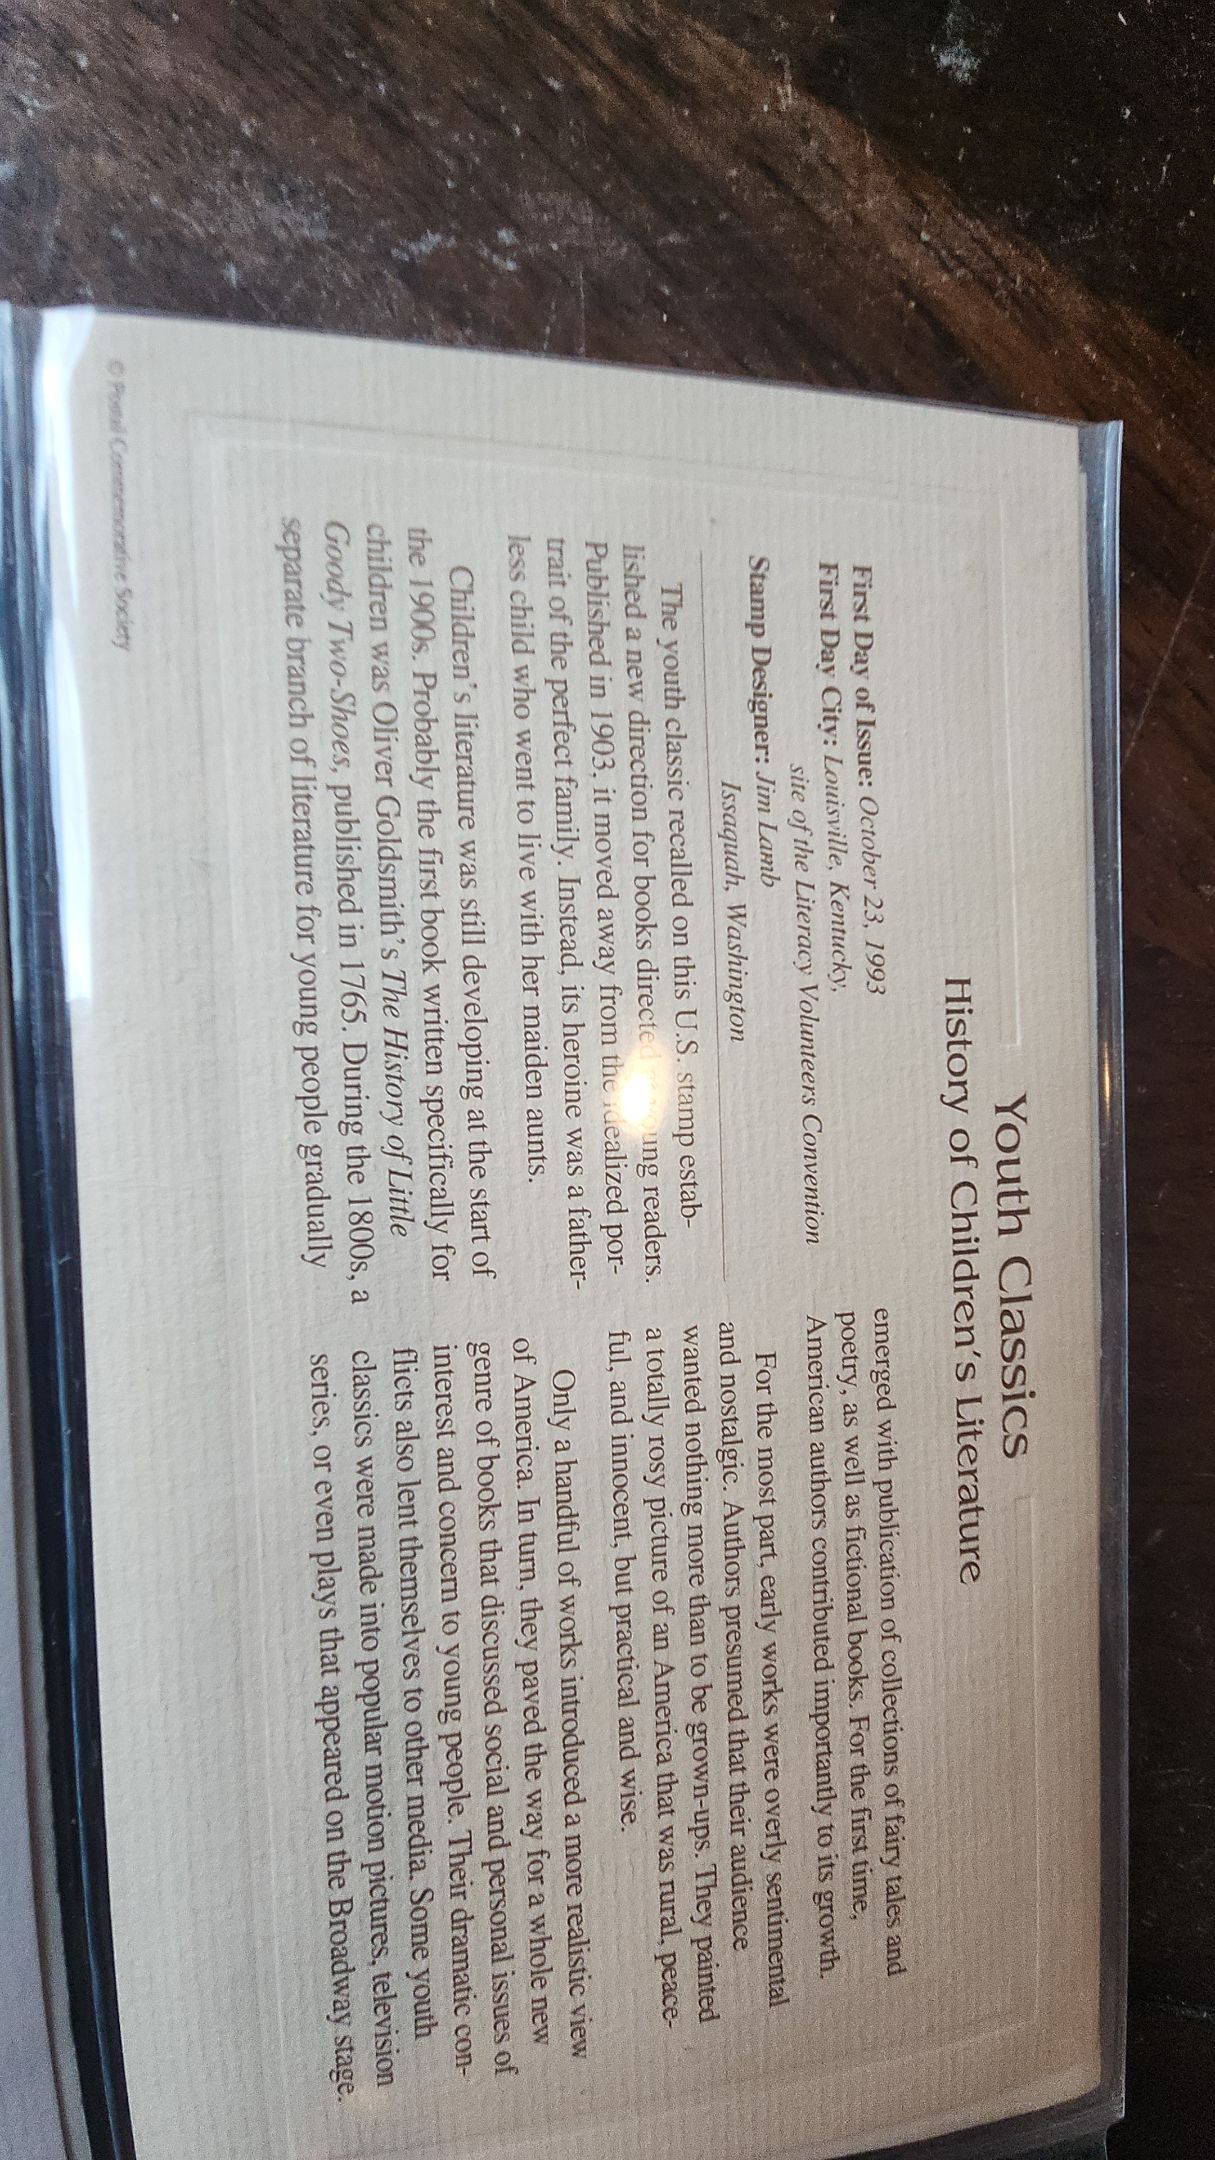 Youth Classics
History of Children's Literature
First Day of Issue: October 23, 1993
First Day City: Louisville, Kentucky,
site of the Literacy Volunteers Convention
Stamp Designer: Jim Lamb
Issaquah, Washington
The youth classic recalled on this U.S. stamp estab-
lished a new direction for books directed young readers.
Published in 1903, it moved away from the idealized por-
trait of the perfect family. Instead, its heroine was a father-
less child who went to live with her maiden aunts.
Children's literature was still developing at the start of
the 1900s. Probably the first book written specifically for
children was Oliver Goldsmith's The History of Little
Goody Two-Shoes, published in 1765. During the 1800s, a
separate branch of literature for young people gradually
emerged with publication of collections of fairy tales and
poetry, as well as fictional books. For the first time,
American authors contributed importantly to its growth.
For the most part, early works were overly sentimental
and nostalgic. Authors presumed that their audience
wanted nothing more than to be grown-ups. They painted
a totally rosy picture of an America that was rural, peace-
ful, and innocent, but practical and wise.
Only a handful of works introduced a more realistic view
of America. In turn, they paved the way for a whole new
genre of books that discussed social and personal issues of
interest and concern to young people. Their dramatic con-
flicts also lent themselves to other media. Some youth
classics were made into popular motion pictures, television
series, or even plays that appeared on the Broadway stage.
© Postal Commemorative Society